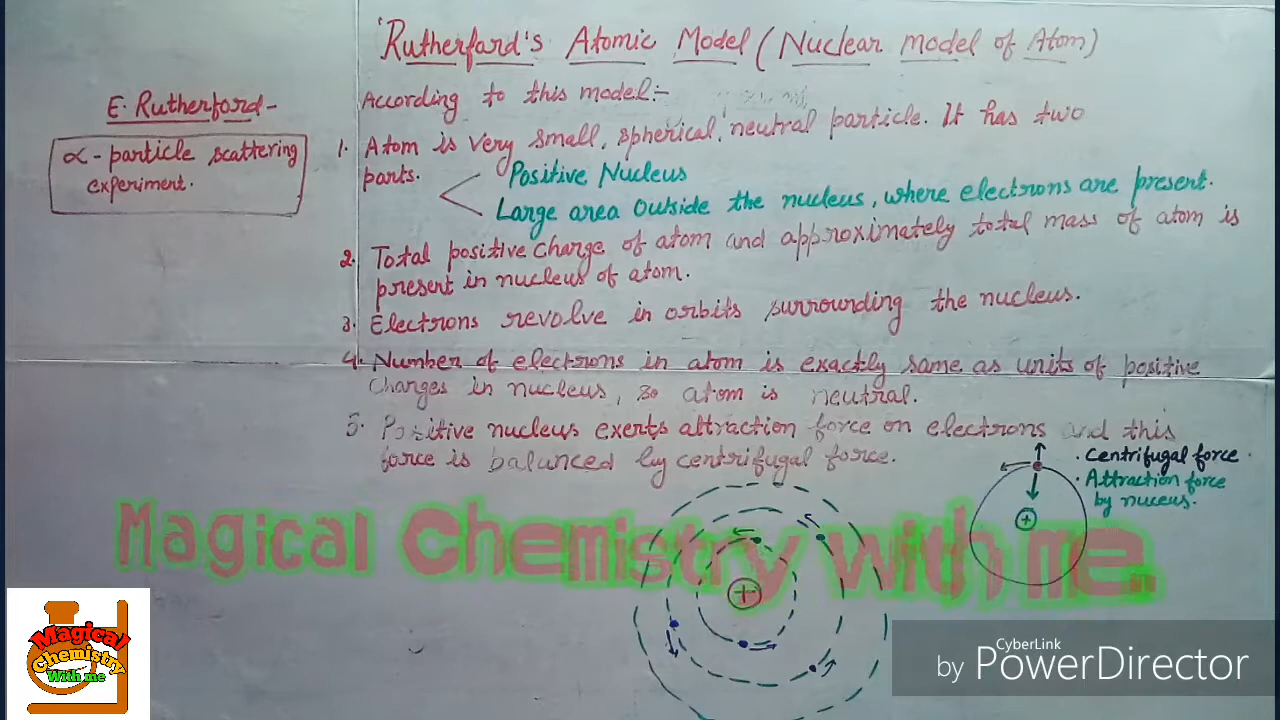 'Rutherfard's Atomic Model (Nuclear model of Atom)
E. Rutherford-
α-particle scattering
experiment.
According to this model:-
1. Atom is very small, spherical, neutral particle. It has two
parts.
Positive Nucleus
Large area outside the nucleus, where electrons are present.
2. Total positive charge of atom and approximately total mass of atom is
present in nucleus of atom.
3. Electrons revolve in orbits surrounding the nucleus.
4. Number of electrons in atom is exactly same as units of positive
charges in nucleus, so atom is neutral.
5. Positive nucleus exerts attraction force on electrons and this
force is balanced by centrifugal force.
. Centrifugal force.
. Attraction force
by nuceus.
+
+
Magical Chemistry with me.
Magical
Chemistry
With me
CyberLink
by PowerDirector